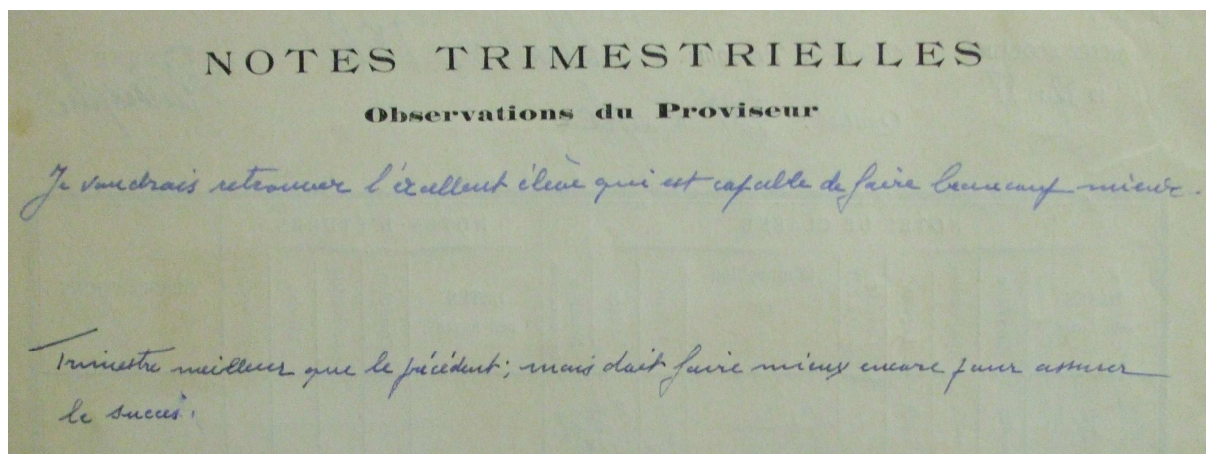 NOTES TRIMESTRIELLES
Observations du Proviseur
Je voudrais retrouver l'excellent élève qui est capable de faire beaucoup mieux.
Trimestre meilleur que le précédent ; mais doit faire mieux encore pour assurer
le succès.